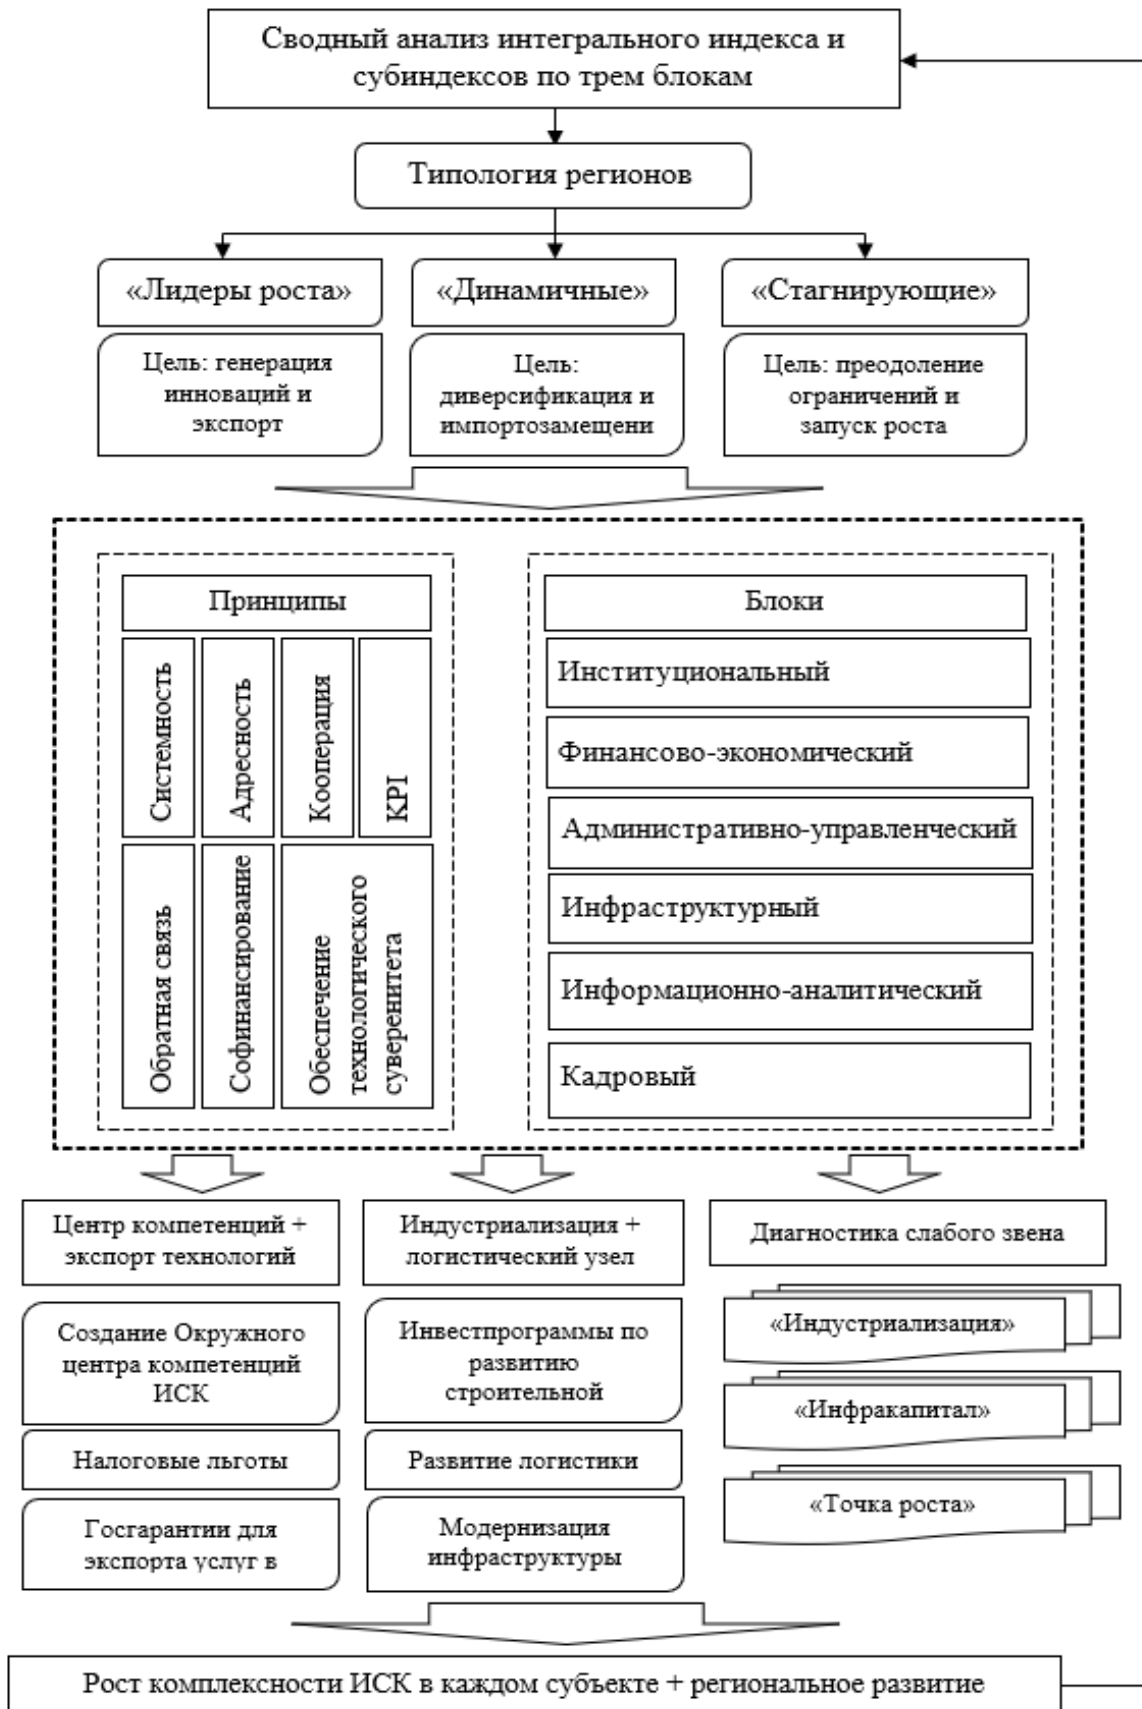 Сводный анализ интегрального индекса и
субиндексов по трем блокам
Типология регионов
«Лидеры роста»
«Динамичные»
«Стагнирующие»
Цель: генерация
инноваций и
экспорт
Цель:
диверсификация и
импортозамещени
Цель: преодоление
ограничений и
запуск роста
Принципы
Системность
Адресность
Кооперация
KPI
Обратная связь
Софинансирование
Обеспечение
технологического
суверенитета
Блоки
Институциональный
Финансово-экономический
Административно-управленческий
Инфраструктурный
Информационно-аналитический
Кадровый
Центр компетенций +
экспорт технологий
Создание Окружного
центра компетенций
ИСК
Налоговые льготы
Госгарантии для
экспорта услуг в
Индустриализация +
логистический узел
Инвестпрограммы по
развитию
строительной
Развитие логистики
Модернизация
инфраструктуры
Диагностика слабого звена
«Индустриализация»
«Инфракапитал»
«Точка роста»
Рост комплексности ИСК в каждом субъекте + региональное развитие